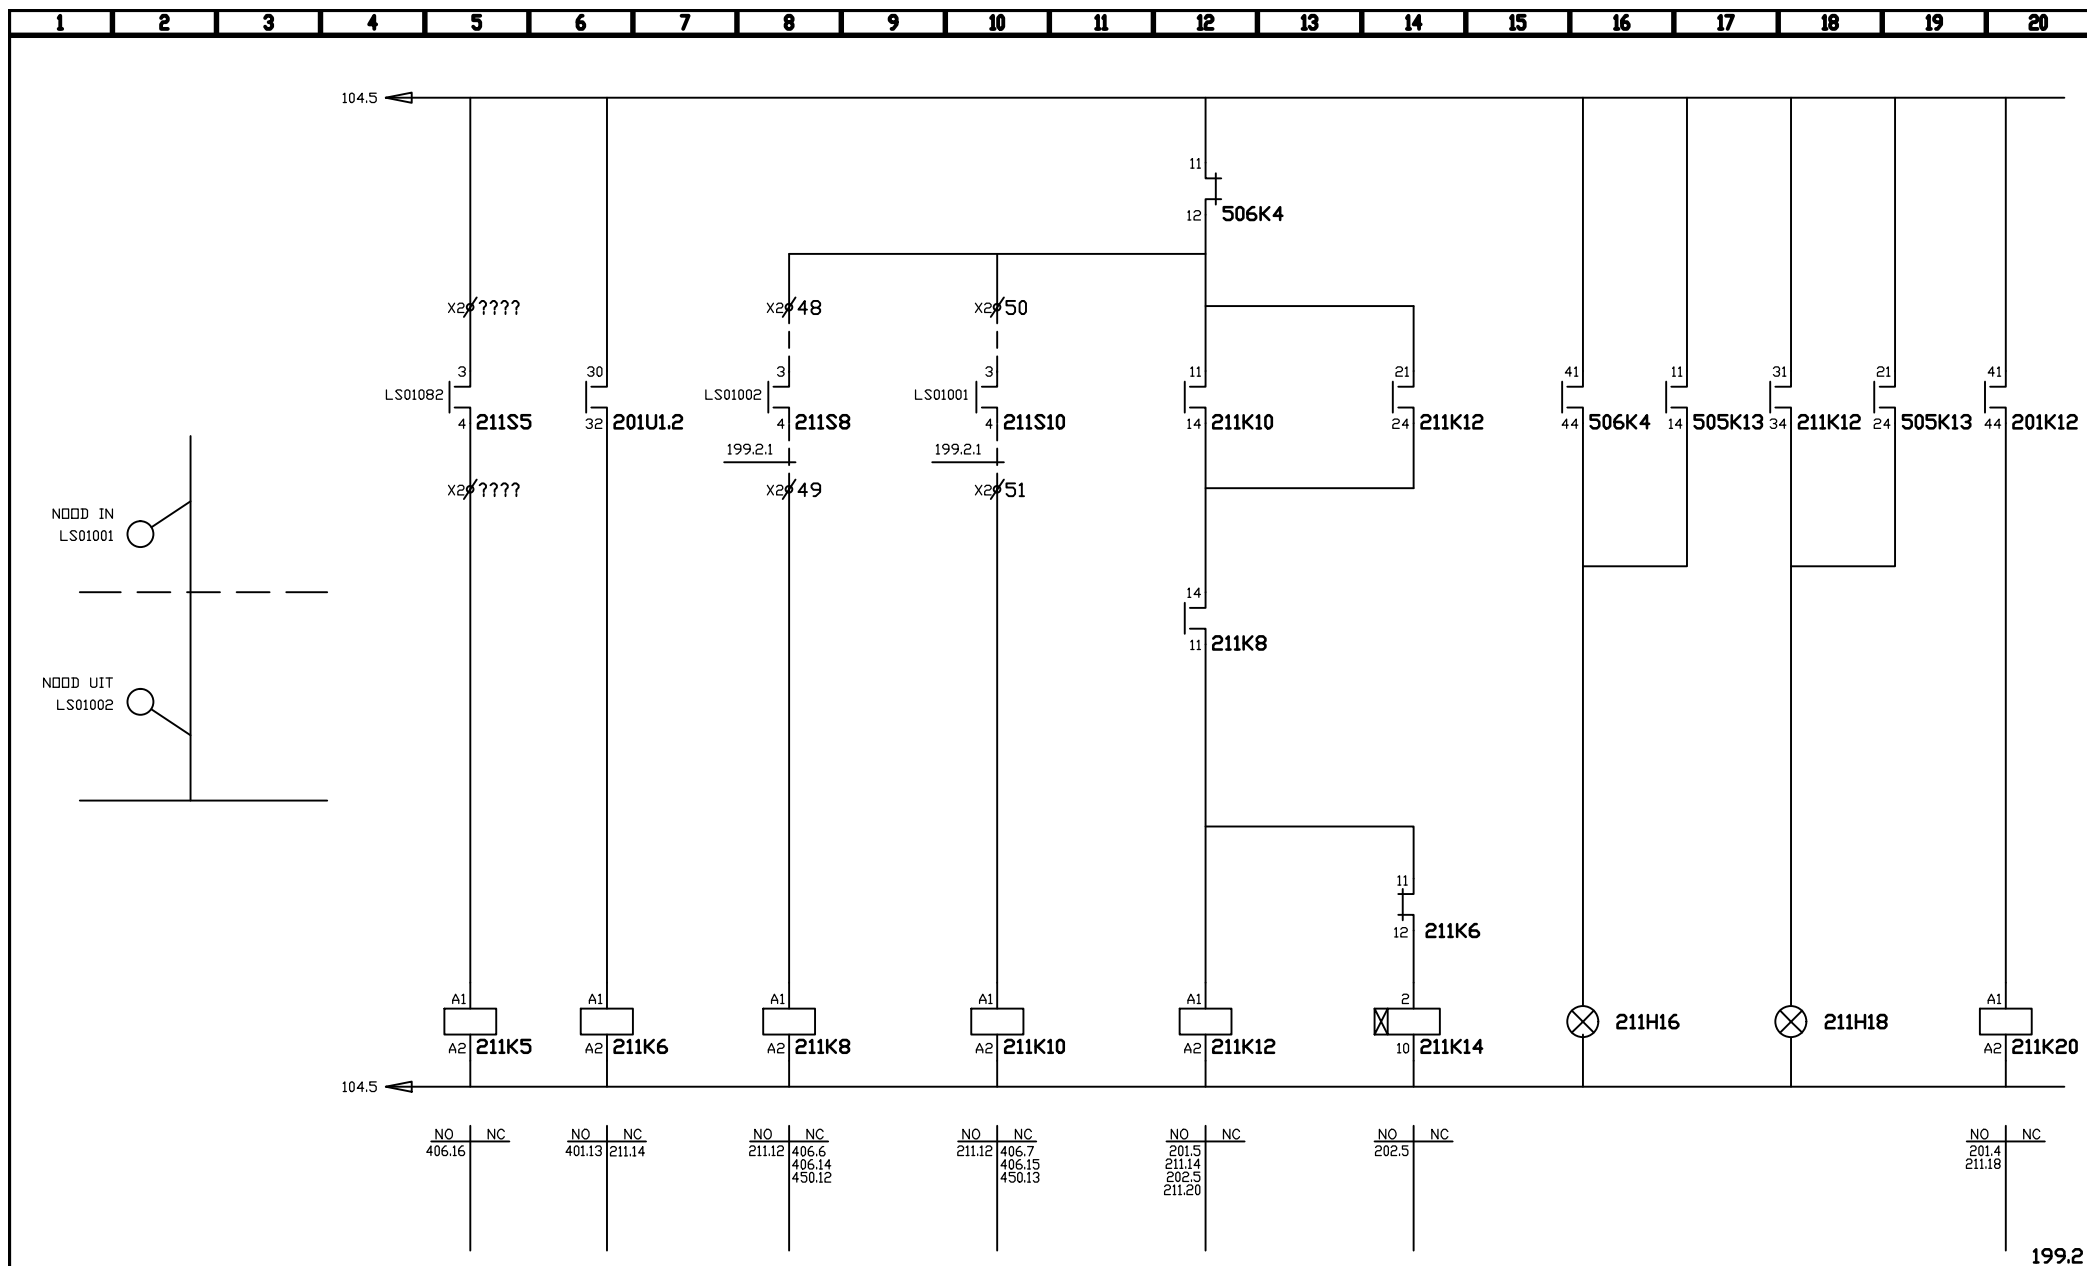 1 2 3 4 5 6 7 8 9 10 11 12 13 14 15 16 17 18 19 20
104.5
11
12 506K4
X2 ???? X2 48 X2 50
3 30 3 3 11 21 41 11 31 21 41
LS01082 LS01002 LS01001
4 211S5 32 201U1.2 4 211S8 4 211S10 14 211K10 24 211K12 44 506K4 14 505K13 34 211K12 24 505K13 44 201K12
199.2.1 199.2.1
X2 ???? X2 49 X2 51
NOOD IN
LS01001
14
11 211K8
NOOD UIT
LS01002
11
12 211K6
A1 A1 A1 A1 A1 2 A1
211H16 211H18
A2 211K5 A2 211K6 A2 211K8 A2 211K10 A2 211K12 10 211K14 A2 211K20
104.5
NO NC NO NC NO NC NO NC NO NC NO NC NO NC
406.16 401.13 211.14 211.12 406.6 211.12 406.7 201.5 202.5 201.4
406.14 406.15 211.14 211.18
450.12 450.13 202.5
211.20
199.2